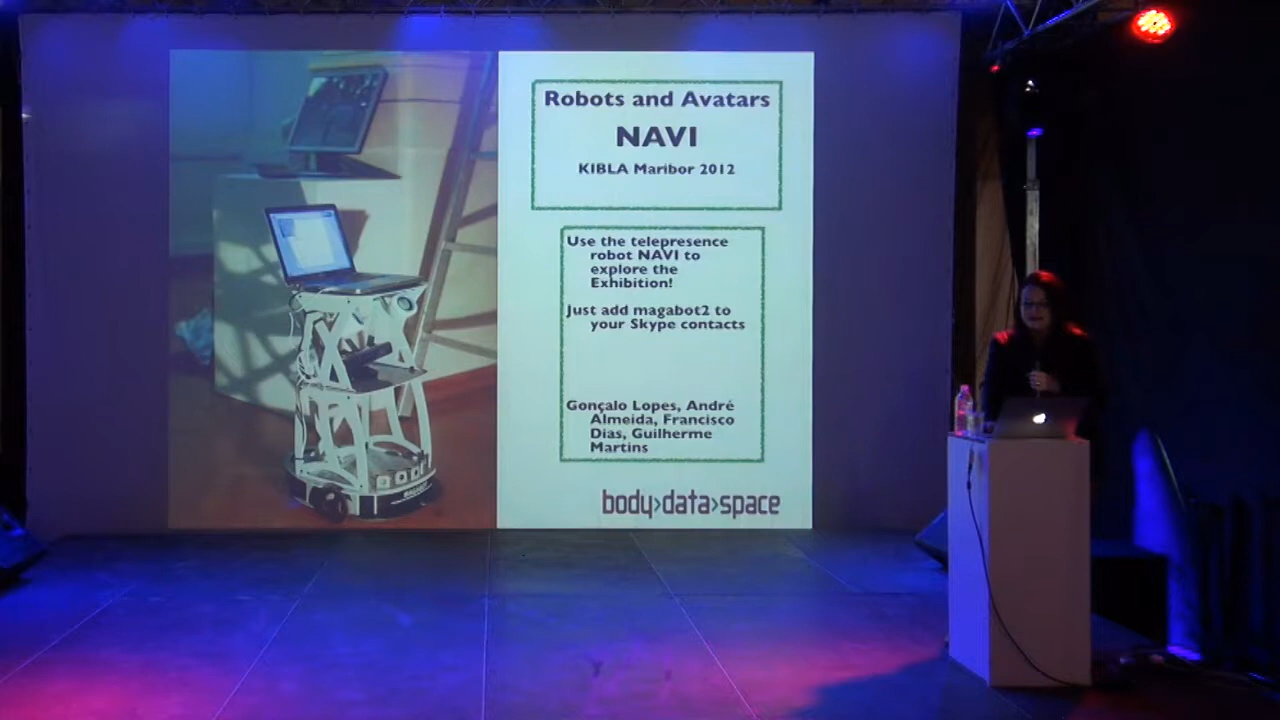 Robots and Avatars
NAVI
KIBLA Maribor 2012
Use the telepresence
robot NAVI to
explore the
Exhibition!
Just add magabot2 to
your Skype contacts
Gonçalo Lopes, André
Almeida, Francisco
Dias, Guilherme
Martins
body>data>space